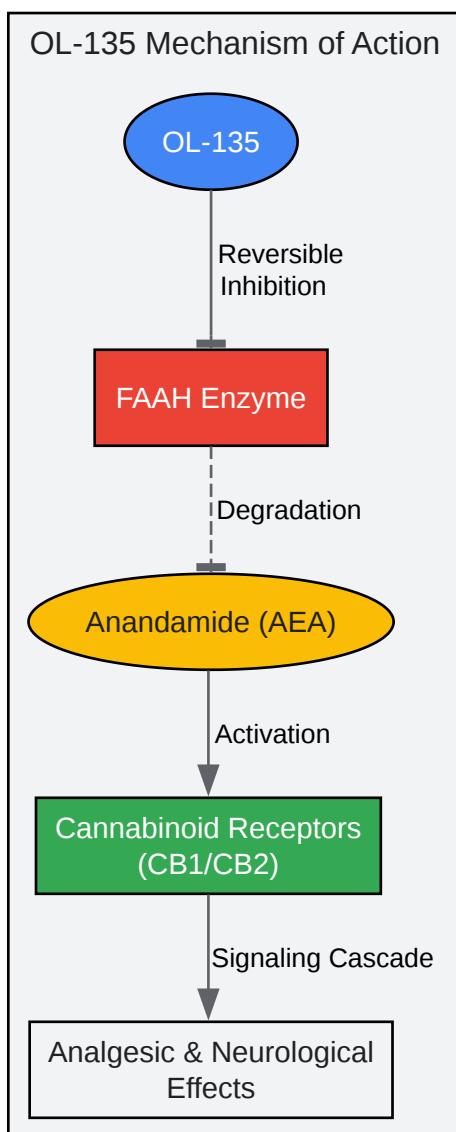 OL-135 Mechanism of Action
OL-135
Reversible
Inhibition
FAAH Enzyme
Degradation
Anandamide (AEA)
Activation
Cannabinoid Receptors
(CB1/CB2)
Signaling Cascade
Analgesic & Neurological
Effects